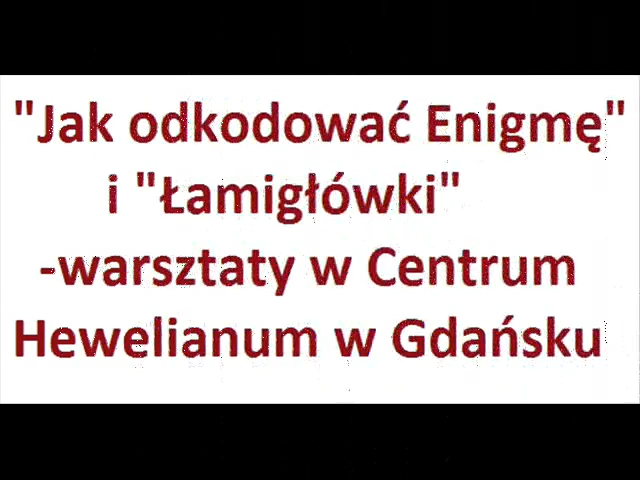 "Jak odkodować Enigmę"
i "Łamigłówki"
-warsztaty w Centrum
Hewelianum w Gdańsku